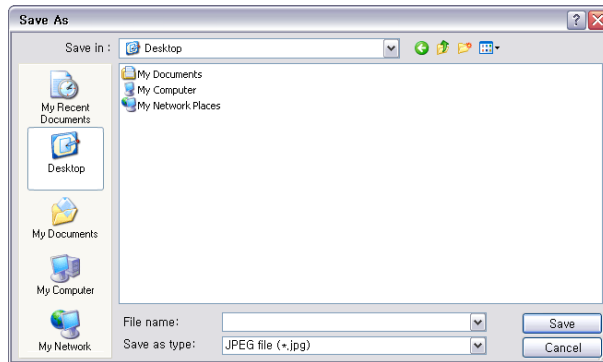 Save As
Save in :
Desktop
My Recent
Documents
Desktop
My Documents
My Computer
My Network
My Documents
My Computer
My Network Places
File name:
Save
Save as type:
JPEG file (*.jpg)
Cancel